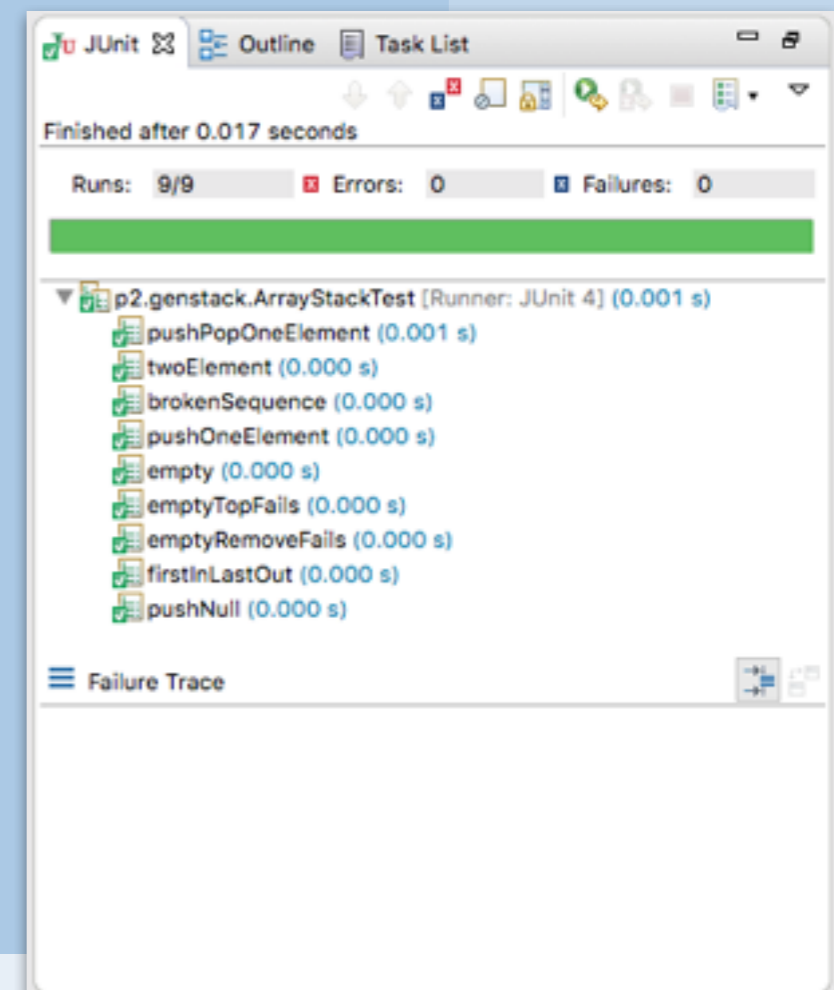 JUnit Outline Task List
Finished after 0.017 seconds
Runs: 9/9 Errors: 0 Failures: 0
p2.genstack.ArrayStackTest [Runner: JUnit 4] (0.001 s)
pushPopOneElement (0.001 s)
twoElement (0.000 s)
brokenSequence (0.000 s)
pushOneElement (0.000 s)
empty (0.000 s)
emptyTopFails (0.000 s)
emptyRemoveFails (0.000 s)
firstInLastOut (0.000 s)
pushNull (0.000 s)
Failure Trace